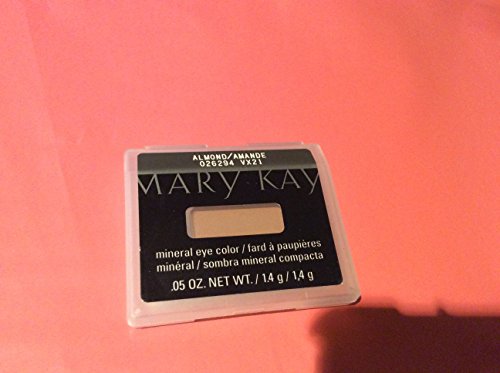 ALMOND/AMANDE
026294 VX21
MARY KAY
mineral eye color / fard à paupières
minéral / sombra mineral compacta
.05 OZ. NET WT. / 1.4 g / 1,4 g